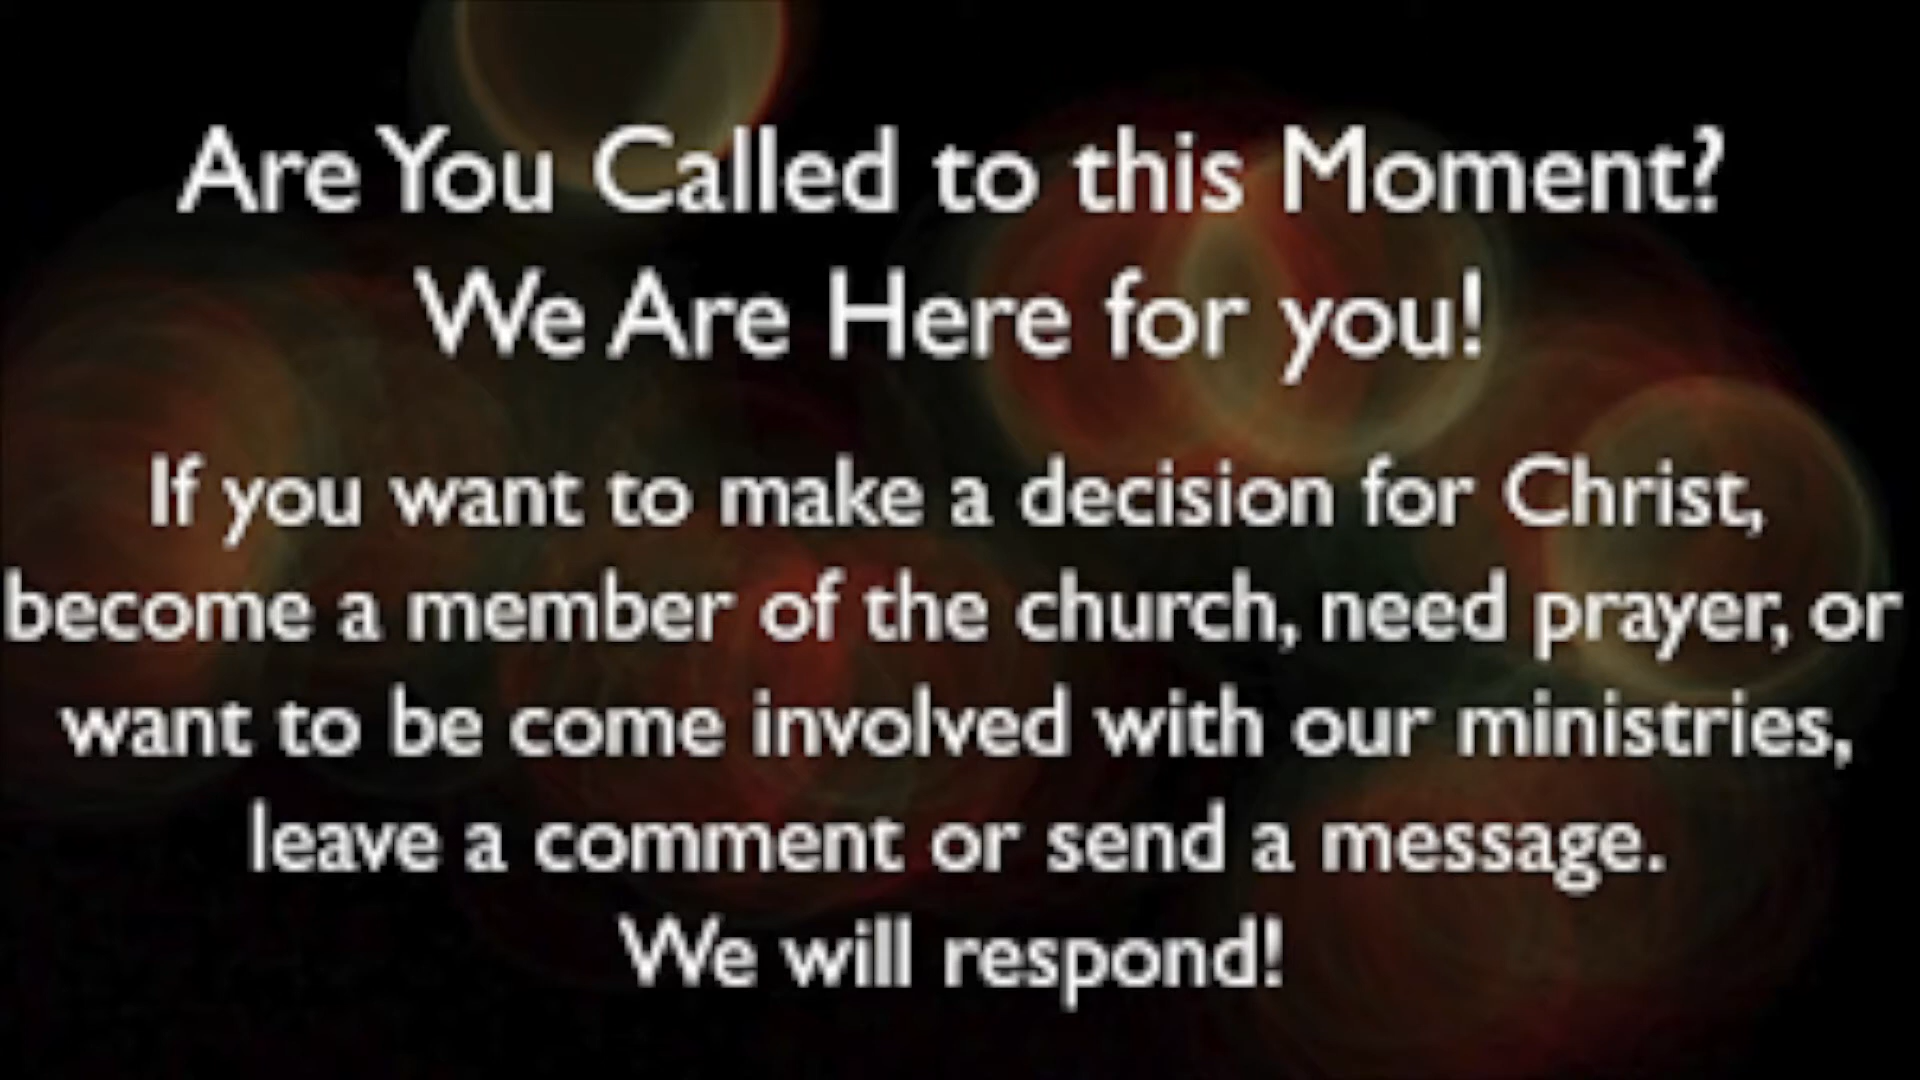 Are You Called to this Moment?
We Are Here for you!
If you want to make a decision for Christ,
become a member of the church, need prayer, or
want to be come involved with our ministries,
leave a comment or send a message.
We will respond!